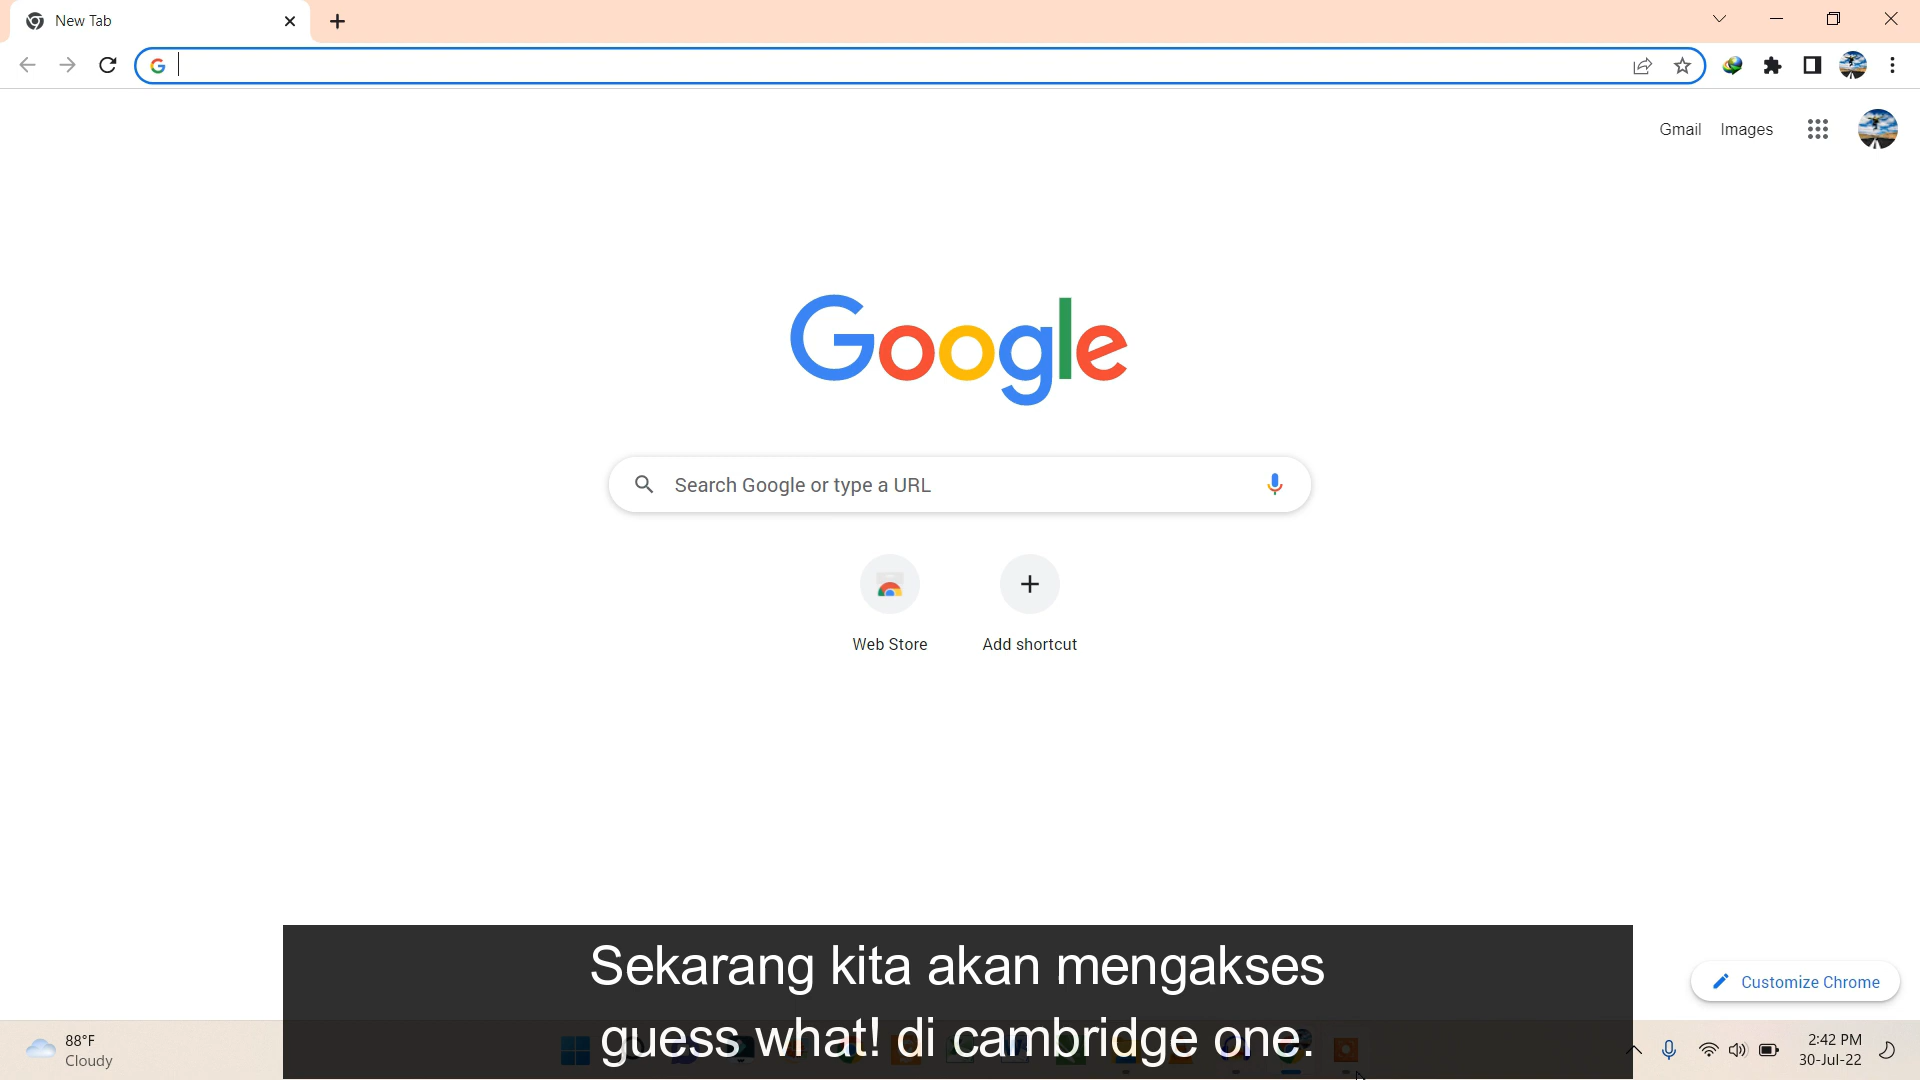 New Tab
Gmail Images
Google
Search Google or type a URL
Web Store
Add shortcut
Customize Chrome
Sekarang kita akan mengakses
guess what! di cambridge one.
88°F
Cloudy
2:42 PM
30-Jul-22